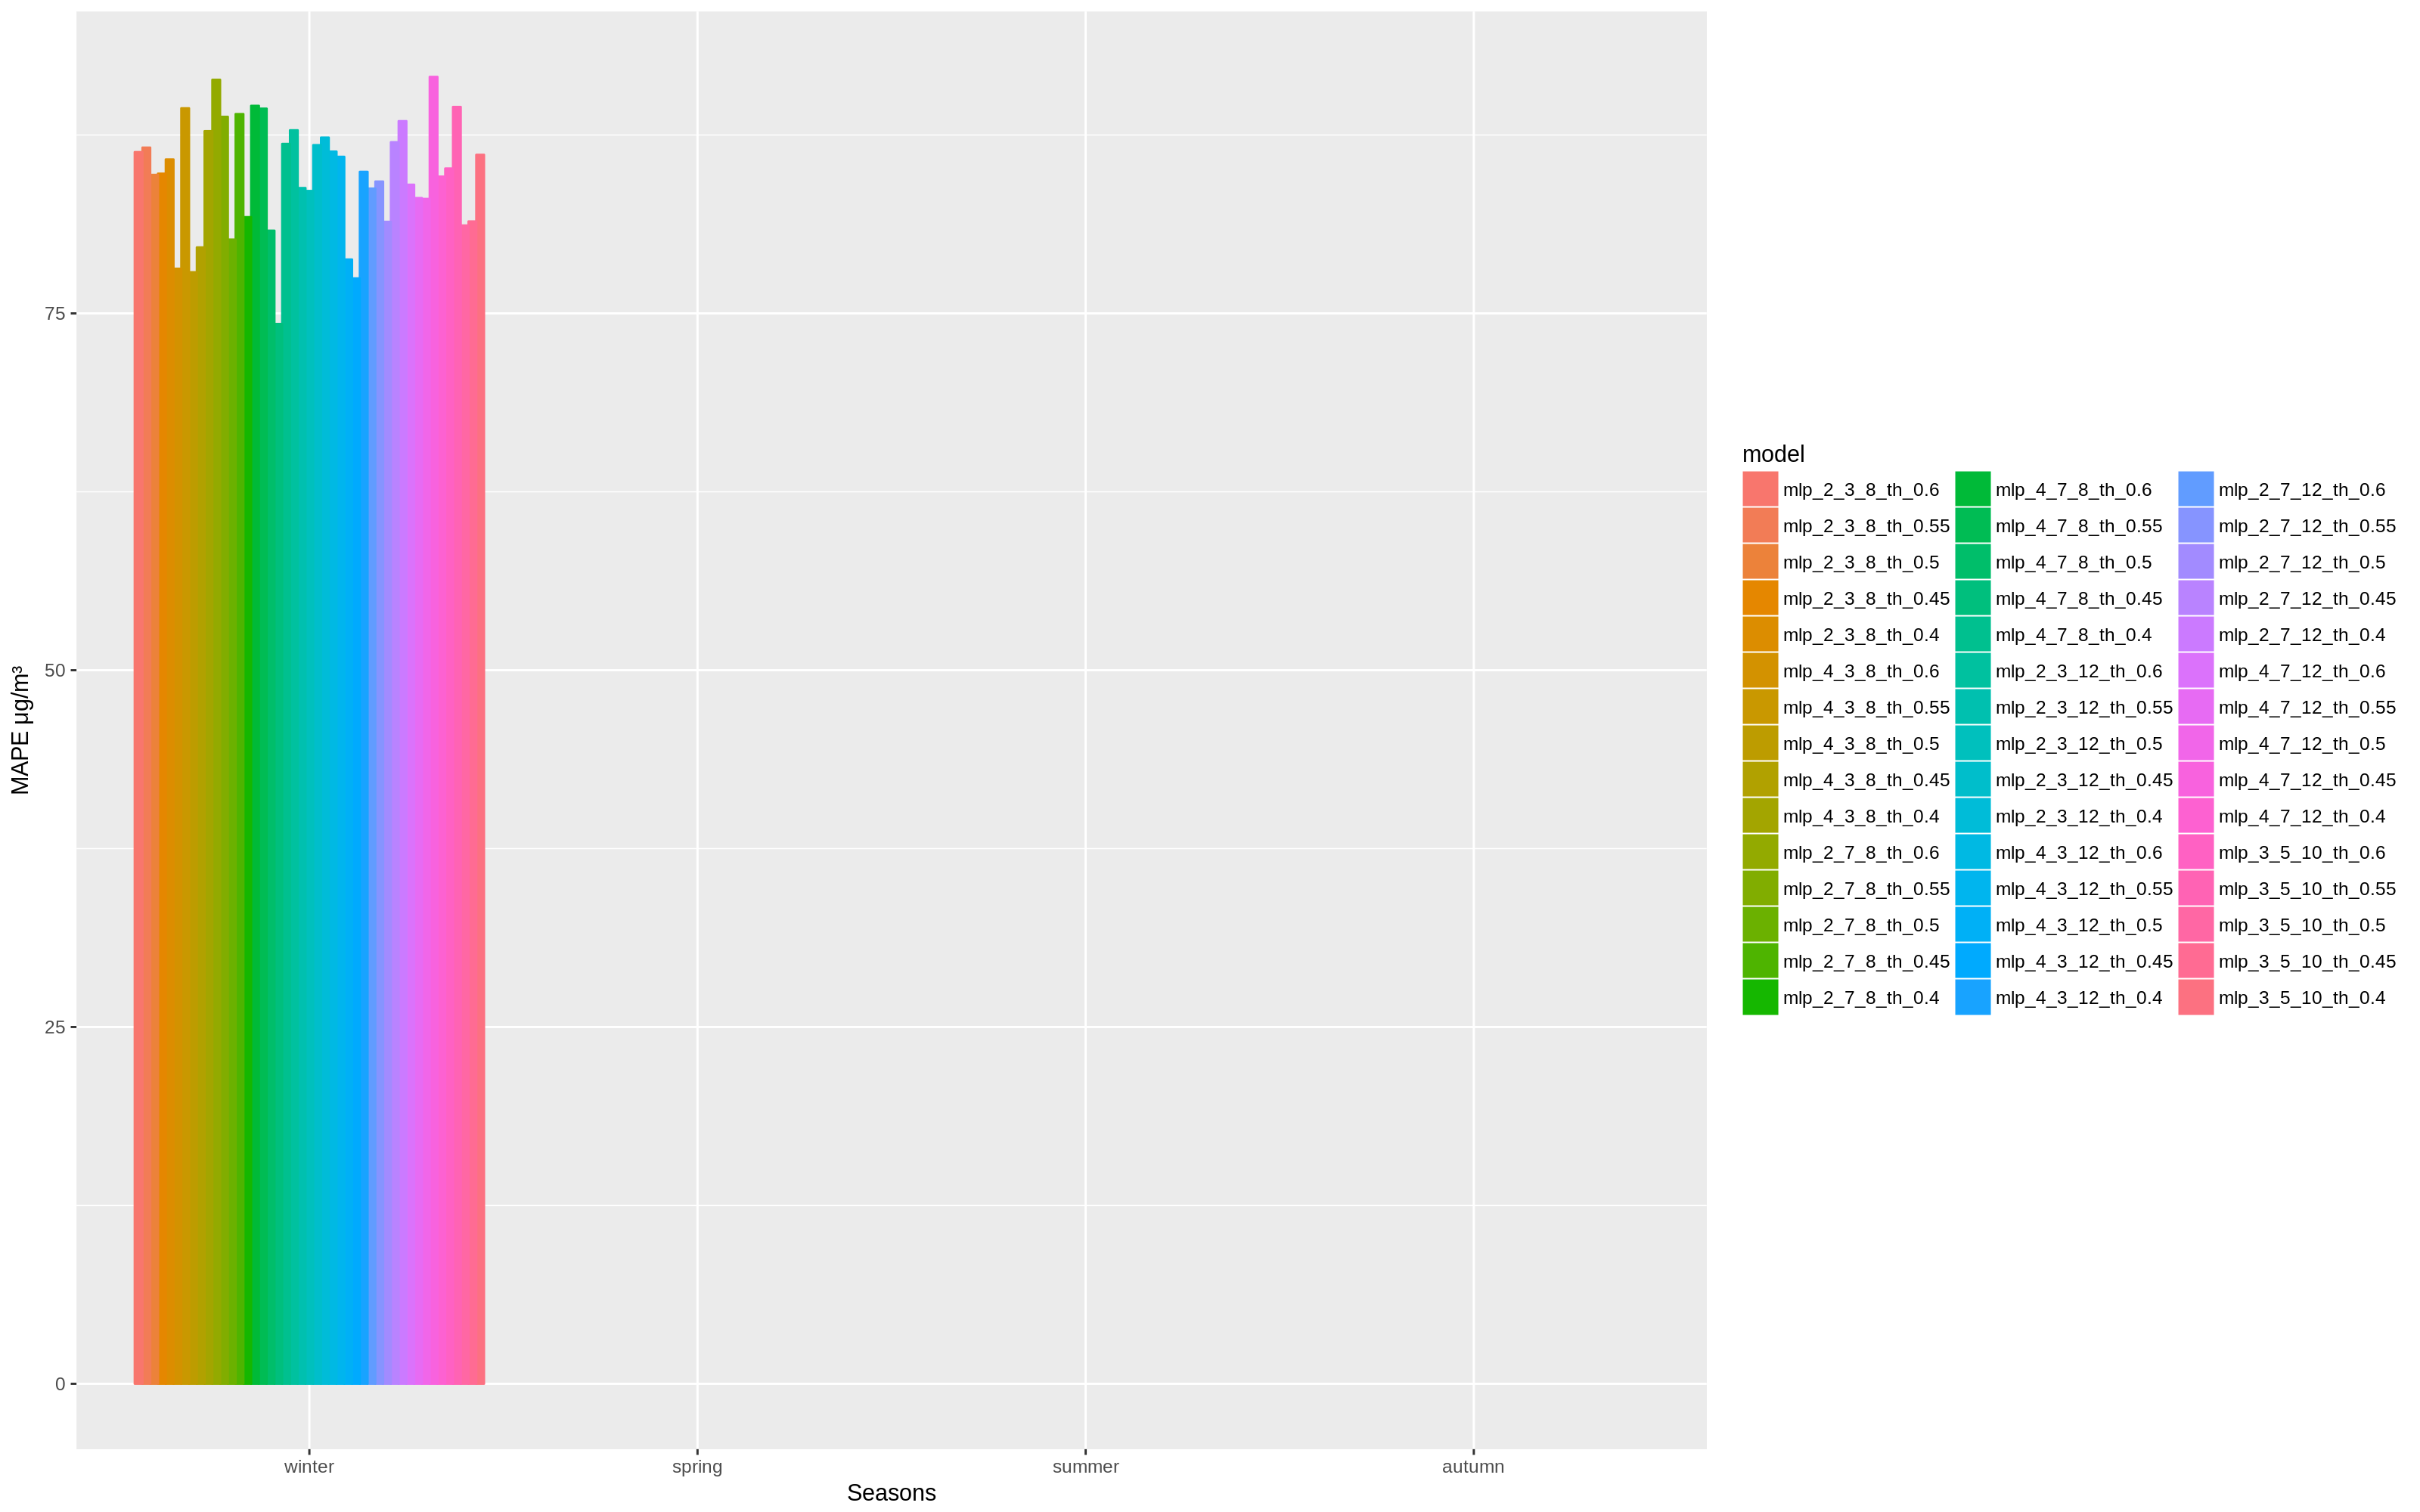 75
50
25
0
MAPE μg/m³
winter spring summer autumn
Seasons
model
mlp_2_3_8_th_0.6
mlp_2_3_8_th_0.55
mlp_2_3_8_th_0.5
mlp_2_3_8_th_0.45
mlp_2_3_8_th_0.4
mlp_4_3_8_th_0.6
mlp_4_3_8_th_0.55
mlp_4_3_8_th_0.5
mlp_4_3_8_th_0.45
mlp_4_3_8_th_0.4
mlp_2_7_8_th_0.6
mlp_2_7_8_th_0.55
mlp_2_7_8_th_0.5
mlp_2_7_8_th_0.45
mlp_2_7_8_th_0.4
mlp_4_7_8_th_0.6
mlp_4_7_8_th_0.55
mlp_4_7_8_th_0.5
mlp_4_7_8_th_0.45
mlp_4_7_8_th_0.4
mlp_2_3_12_th_0.6
mlp_2_3_12_th_0.55
mlp_2_3_12_th_0.5
mlp_2_3_12_th_0.45
mlp_2_3_12_th_0.4
mlp_4_3_12_th_0.6
mlp_4_3_12_th_0.55
mlp_4_3_12_th_0.5
mlp_4_3_12_th_0.45
mlp_4_3_12_th_0.4
mlp_2_7_12_th_0.6
mlp_2_7_12_th_0.55
mlp_2_7_12_th_0.5
mlp_2_7_12_th_0.45
mlp_2_7_12_th_0.4
mlp_4_7_12_th_0.6
mlp_4_7_12_th_0.55
mlp_4_7_12_th_0.5
mlp_4_7_12_th_0.45
mlp_4_7_12_th_0.4
mlp_3_5_10_th_0.6
mlp_3_5_10_th_0.55
mlp_3_5_10_th_0.5
mlp_3_5_10_th_0.45
mlp_3_5_10_th_0.4